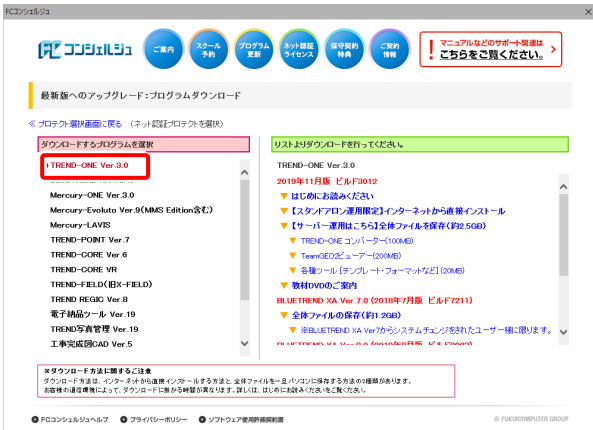 FCコンシェルジュ
FC コンシェルジュ
ご案内
スクール
予約
プログラム
更新
ネット認証
ライセンス
保守契約
特典
ご契約
情報
マニュアルなどのサポート関連は
こちらをご覧ください。
最新版へのアップグレード:プログラムダウンロード
≪ プロテクト選択画面に戻る (ネット認証プロテクトを選択)
ダウンロードするプログラムを選択
TREND-ONE Ver.3.0
Mercury-ONE Ver.3.0
Mercury-Evoluto Ver.9(MMS Edition含む)
Mercury-LAVIS
TREND-POINT Ver.7
TREND-CORE Ver.6
TREND-CORE VR
TREND-FIELD(旧X-FIELD)
TREND REGIC Ver.8
電子納品ツール Ver.19
TREND写真管理 Ver.19
工事完成図CAD Ver.5
リストよりダウンロードを行ってください。
TREND-ONE Ver.3.0
2019年11月版 ビルド3012
▼ はじめにお読みください
▼【スタンドアロン運用限定】インターネットから直接インストール
▼【サーバー運用はこちら】全体ファイルを保存(約2.5GB)
▼ TREND-ONE コンバーター(100MB)
▼ TeamGEO2ビューアー(200MB)
▼ 各種ツール [テンプレート・フォーマットなど] (20MB)
▼ 教材DVDのご案内
BLUETREND XA Ver.7.0 (2018年7月版 ビルド7211)
▼ 全体ファイルの保存(約1.2GB)
▼ ※BLUETREND XA Ver7からシステムチェンジをされたユーザー様に限ります。
※ダウンロード方法に関するご注意
ダウンロード方法は、インターネットから直接インストールする方法と、全体ファイルを一旦パソコンに保存する方法の2種類があります。
お客様の通信環境によって、ダウンロードに掛かる時間が異なります。詳しくは、はじめにお読みくださいをご覧ください。
FCコンシェルジュヘルプ
プライバシーポリシー
ソフトウェア使用許諾契約書
© FUKUICOMPUTER GROUP